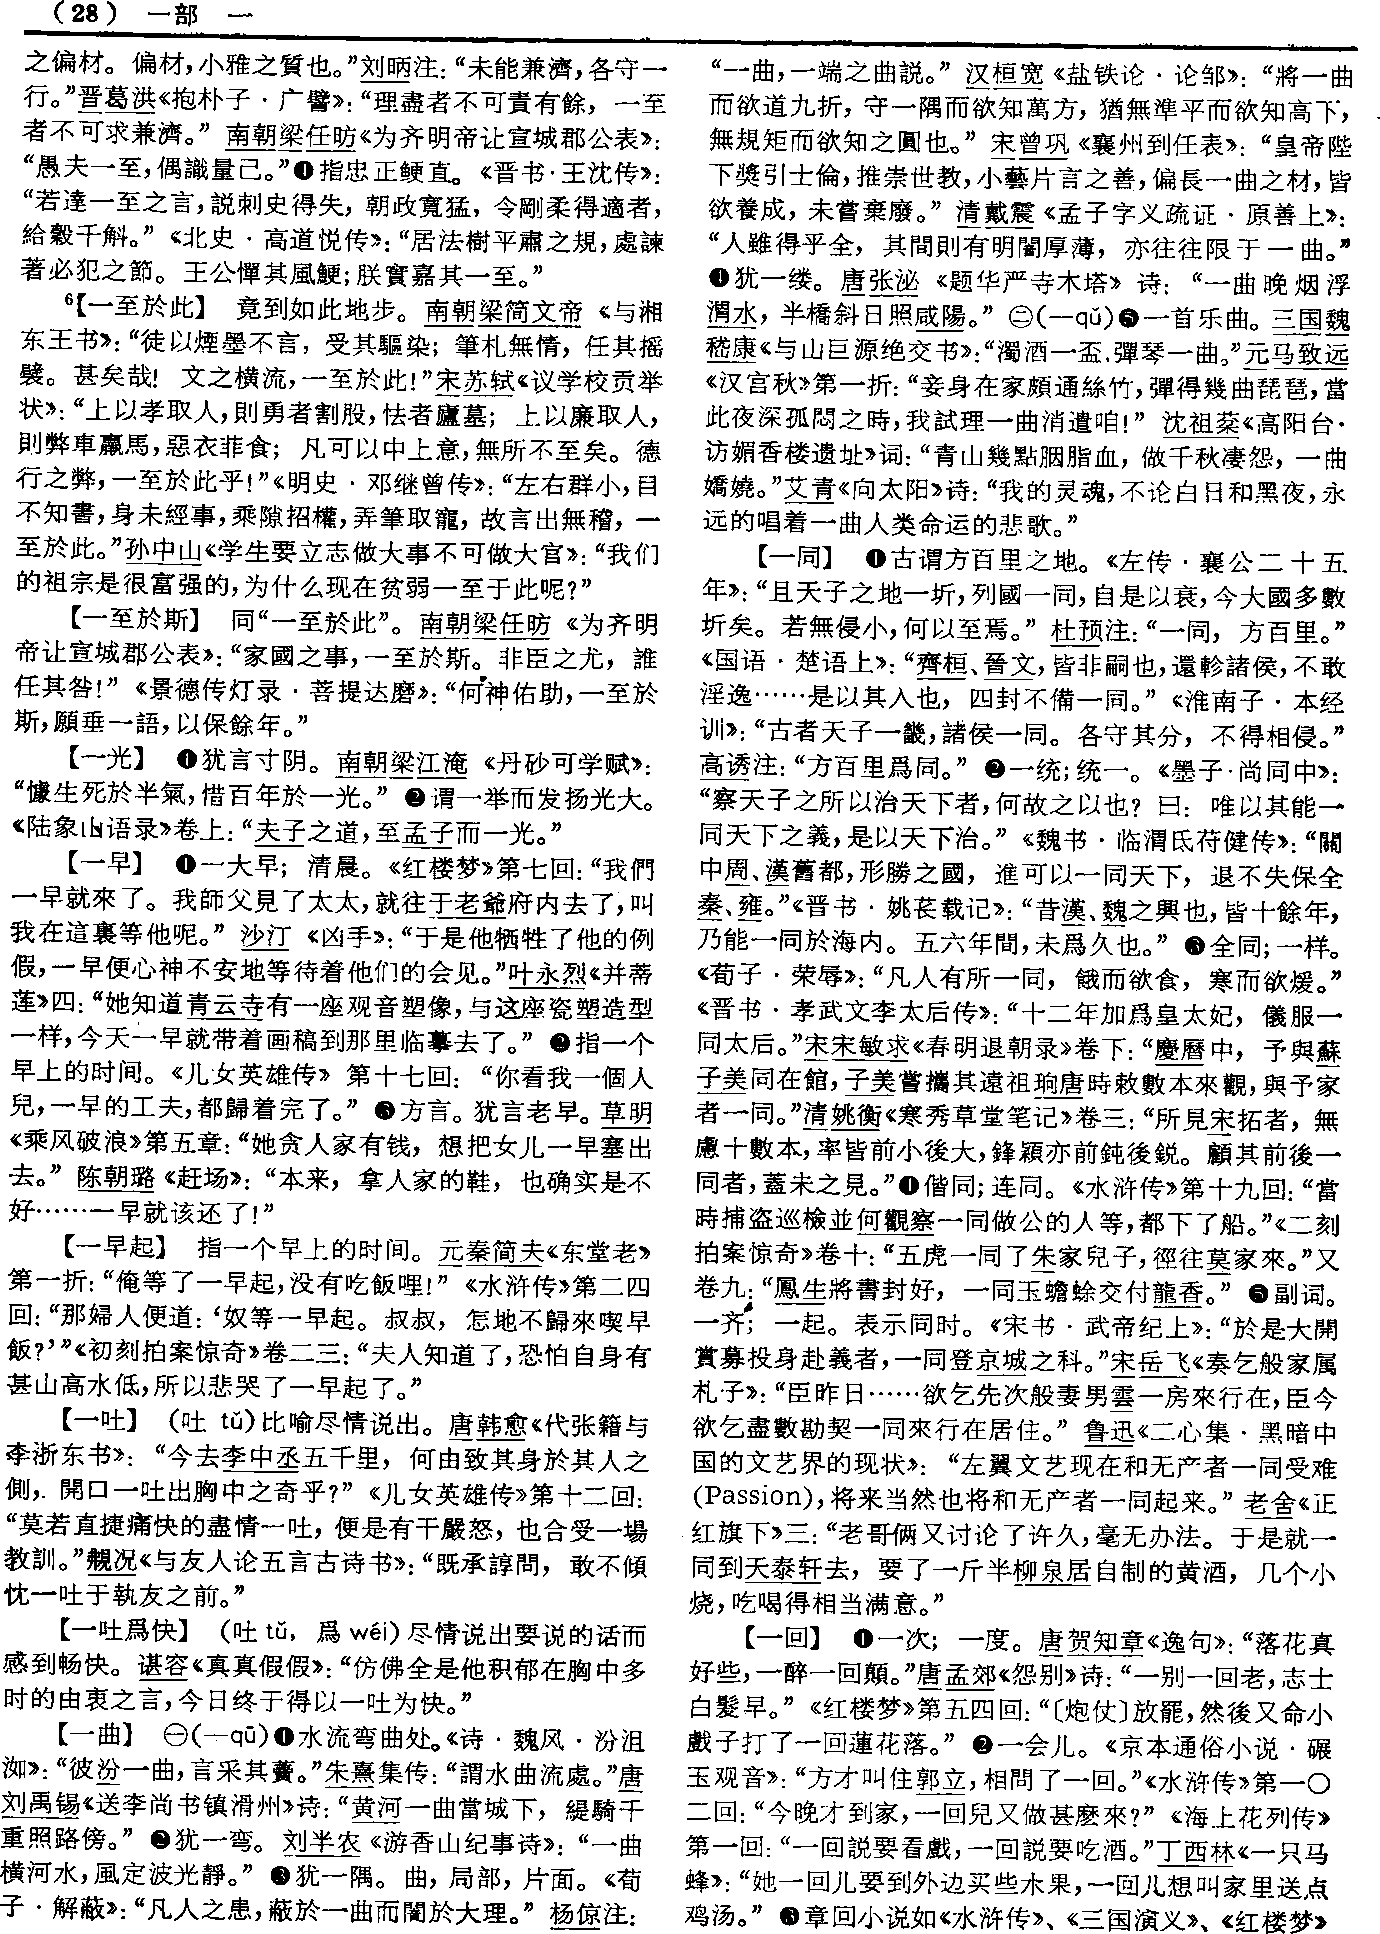 （28）　一部　一
之偏材。偏材，小雅之質也。”刘昞注：“未能兼濟，各守一
行。”晋葛洪《抱朴子·广譬》：“理盡者不可責有餘，一至
者不可求兼濟。”南朝梁任昉《为齐明帝让宣城郡公表》：
“愚夫一至，偶識量己。”❹指忠正鲠直。《晋书·王沈传》：
“若達一至之言，説刺史得失，朝政寬猛，令剛柔得適者，
給穀千斛。”《北史·高道悦传》：“居法樹平肅之規，處諫
著必犯之節。王公憚其風鯁；朕實嘉其一至。”
6【一至於此】　竟到如此地步。南朝梁简文帝《与湘
东王书》：“徒以煙墨不言，受其驅染；筆札無情，任其摇
襞。甚矣哉！文之横流，一至於此！”宋苏轼《议学校贡举
状》：“上以孝取人，則勇者割股，怯者廬墓；上以廉取人，
則弊車羸馬，惡衣菲食；凡可以中上意，無所不至矣。德
行之弊，一至於此乎！”《明史·邓继曾传》：“左右群小，目
不知書，身未經事，乘隙招權，弄筆取寵，故言出無稽，一
至於此。”孙中山《学生要立志做大事不可做大官》：“我们
的祖宗是很富强的，为什么现在贫弱一至于此呢？”
【一至於斯】　同“一至於此”。南朝梁任昉《为齐明
帝让宣城郡公表》：“家國之事，一至於斯。非臣之尤，誰
任其咎！”《景德传灯录·菩提达磨》：“何神佑助，一至於
斯，願垂一語，以保餘年。”
【一光】　❶犹言寸阴。南朝梁江淹《丹砂可学赋》：
“懅生死於半氣，惜百年於一光。”❷谓一举而发扬光大。
《陆象山语录》卷上：“夫子之道，至孟子而一光。”
【一早】　❶一大早；清晨。《红楼梦》第七回：“我們
一早就來了。我師父見了太太，就往于老爺府内去了，叫
我在這裏等他呢。”沙汀《凶手》：“于是他牺牲了他的例
假，一早便心神不安地等待着他们的会见。”叶永烈《并蒂
莲》四：“她知道青云寺有一座观音塑像，与这座瓷塑造型
一样，今天一早就带着画稿到那里临摹去了。”❷指一个
早上的时间。《儿女英雄传》第十七回：“你看我一個人
兒，一早的工夫，都歸着完了。”❸方言。犹言老早。草明
《乘风破浪》第五章：“她贪人家有钱，想把女儿一早塞出
去。”陈朝璐《赶场》：“本来，拿人家的鞋，也确实是不
好……一早就该还了！”
【一早起】　指一个早上的时间。元秦简夫《东堂老》
第一折：“俺等了一早起，没有吃飯哩！”《水浒传》第二四
回：“那婦人便道：‘奴等一早起。叔叔，怎地不歸來喫早
飯？’”《初刻拍案惊奇》卷二三：“夫人知道了，恐怕自身有
甚山高水低，所以悲哭了一早起了。”
【一吐】　（吐 tǔ）比喻尽情说出。唐韩愈《代张籍与
李浙东书》：“今去李中丞五千里，何由致其身於其人之
側，開口一吐出胸中之奇乎？”《儿女英雄传》第十二回：
“莫若直捷痛快的盡情一吐，便是有干嚴怒，也合受一場
教訓。”觀况《与友人论五言古诗书》：“既承諄問，敢不傾
忱一吐于執友之前。”
【一吐爲快】　（吐 tǔ，爲 wéi）尽情说出要说的话而
感到畅快。谌容《真真假假》：“仿佛全是他积郁在胸中多
时的由衷之言，今日终于得以一吐为快。”
【一曲】　㊀（一qū）❶水流弯曲处。《诗·魏风·汾沮
洳》：“彼汾一曲，言采其藚。”朱熹集传：“謂水曲流處。”唐
刘禹锡《送李尚书镇滑州》诗：“黄河一曲當城下，緹騎千
重照路傍。”❷犹一弯。刘半农《游香山纪事诗》：“一曲
横河水，風定波光靜。”❸犹一隅。曲，局部，片面。《荀
子·解蔽》：“凡人之患，蔽於一曲而闇於大理。”杨倞注：
“一曲，一端之曲説。”汉桓宽《盐铁论·论邹》：“將一曲
而欲道九折，守一隅而欲知萬方，猶無準平而欲知高下，
無規矩而欲知之圓也。”宋曾巩《襄州到任表》：“皇帝陛
下獎引士倫，推崇世教，小藝片言之善，偏長一曲之材，皆
欲養成，未嘗棄廢。”清戴震《孟子字义疏证·原善上》：
“人雖得乎全，其間則有明闇厚薄，亦往往限于一曲。”
❹犹一缕。唐张泌《题华严寺木塔》诗：“一曲晚烟浮
渭水，半橋斜日照咸陽。”㊁（一qǔ）❺一首乐曲。三国魏
嵇康《与山巨源绝交书》：“濁酒一盃，彈琴一曲。”元马致远
《汉宫秋》第一折：“妾身在家頗通絲竹，彈得幾曲琵琶，當
此夜深孤悶之時，我試理一曲消遣咱！”沈祖棻《高阳台·
访媚香楼遗址》词：“青山幾點胭脂血，做千秋凄怨，一曲
嬌嬈。”艾青《向太阳》诗：“我的灵魂，不论白日和黑夜，永
远的唱着一曲人类命运的悲歌。”
【一同】　❶古谓方百里之地。《左传·襄公二十五
年》：“且天子之地一圻，列國一同，自是以衰，今大國多數
圻矣。若無侵小，何以至焉。”杜预注：“一同，方百里。”
《国语·楚语上》：“齊桓、晉文，皆非嗣也，還軫諸侯，不敢
淫逸……是以其入也，四封不備一同。”《淮南子·本经
训》：“古者天子一畿，諸侯一同。各守其分，不得相侵。”
高诱注：“方百里爲同。”❷一统；统一。《墨子·尚同中》：
“察天子之所以治天下者，何故之以也？曰：唯以其能一
同天下之義，是以天下治。”《魏书·临渭氐苻健传》：“關
中周、漢舊都，形勝之國，進可以一同天下，退不失保全
秦、雍。”《晋书·姚苌载记》：“昔漢、魏之興也，皆十餘年，
乃能一同於海内。五六年間，未爲久也。”❸全同；一样。
《荀子·荣辱》：“凡人有所一同，餓而欲食，寒而欲煖。”
《晋书·孝武文李太后传》：“十二年加爲皇太妃，儀服一
同太后。”宋宋敏求《春明退朝录》卷下：“慶曆中，予與蘇
子美同在館，子美嘗攜其遠祖珦唐時敕數本來觀，與予家
者一同。”清姚衡《寒秀草堂笔记》卷三：“所見宋拓者，無
慮十數本，率皆前小後大，鋒穎亦前鈍後鋭。顧其前後一
同者，蓋未之見。”❹偕同；连同。《水浒传》第十九回：“當
時捕盗巡檢並何觀察一同做公的人等，都下了船。”《二刻
拍案惊奇》卷十：“五虎一同了朱家兒子，徑往莫家來。”又
卷九：“鳳生將書封好，一同玉蟾蜍交付龍香。”❺副词。
一齐；一起。表示同时。《宋书·武帝纪上》：“於是大開
賞募投身赴義者，一同登京城之科。”宋岳飞《奏乞般家属
札子》：“臣昨日……欲乞先次般妻男雲一房來行在，臣今
欲乞盡數勘契一同來行在居住。”鲁迅《二心集·黑暗中
国的文艺界的现状》：“左翼文艺现在和无产者一同受难
(Passion)，将来当然也将和无产者一同起来。”老舍《正
红旗下》三：“老哥俩又讨论了许久，毫无办法。于是就一
同到天泰轩去，要了一斤半柳泉居自制的黄酒，几个小
烧，吃喝得相当满意。”
【一回】　❶一次；一度。唐贺知章《逸句》：“落花真
好些，一醉一回顛。”唐孟郊《怨别》诗：“一别一回老，志士
白髮早。”《红楼梦》第五四回：“〔炮仗〕放罷，然後又命小
戲子打了一回蓮花落。”❷一会儿。《京本通俗小说·碾
玉观音》：“方才叫住郭立，相問了一回。”《水浒传》第一〇
二回：“今晚才到家，一回兒又做甚麽來？”《海上花列传》
第一回：“一回説要看戲，一回説要吃酒。”丁西林《一只马
蜂》：“她一回儿要到外边买些水果，一回儿想叫家里送点
鸡汤。”❸章回小说如《水浒传》、《三国演义》、《红楼梦》